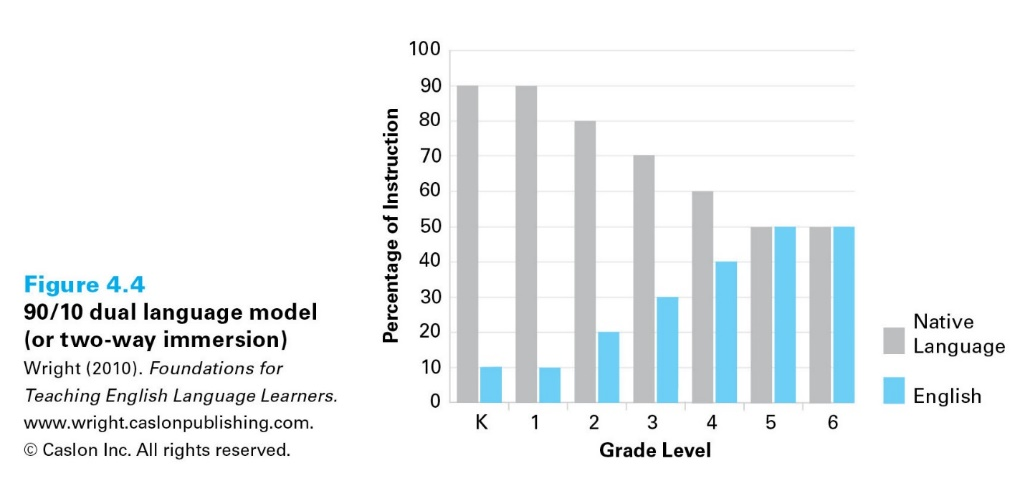 Figure 4.4
90/10 dual language model
(or two-way immersion)
Wright (2010). Foundations for
Teaching English Language Learners.
www.wright.caslonpublishing.com.
© Caslon Inc. All rights reserved.
Percentage of Instruction
100
90
80
70
60
50
40
30
20
10
0
K 1 2 3 4 5 6
Grade Level
Native
Language
English